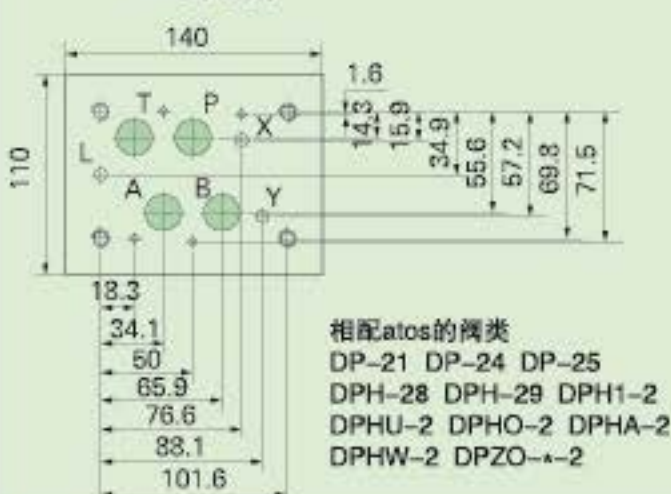 140
1.6
T P
X
14.3
15.9
34.9
55.6
57.2
69.8
71.5
110
L
A B Y
18.3
34.1
50
65.9
76.6
88.1
101.6
相配atos的阀类
DP-21 DP-24 DP-25
DPH-28 DPH-29 DPH1-2
DPHU-2 DPHO-2 DPHA-2
DPHW-2 DPZO-*-2